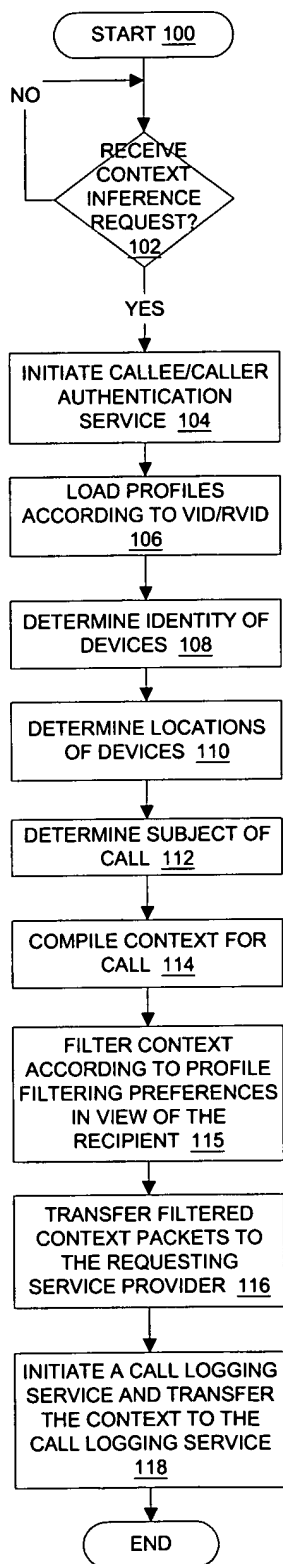 START 100
NO
RECEIVE
CONTEXT
INFERENCE
REQUEST?
102
YES
INITIATE CALLEE/CALLER
AUTHENTICATION
SERVICE 104
LOAD PROFILES
ACCORDING TO VID/RVID
106
DETERMINE IDENTITY OF
DEVICES 108
DETERMINE LOCATIONS
OF DEVICES 110
DETERMINE SUBJECT OF
CALL 112
COMPILE CONTEXT FOR
CALL 114
FILTER CONTEXT
ACCORDING TO PROFILE
FILTERING PREFERENCES
IN VIEW OF THE
RECIPIENT 115
TRANSFER FILTERED
CONTEXT PACKETS TO
THE REQUESTING
SERVICE PROVIDER 116
INITIATE A CALL LOGGING
SERVICE AND TRANSFER
THE CONTEXT TO THE
CALL LOGGING SERVICE
118
END